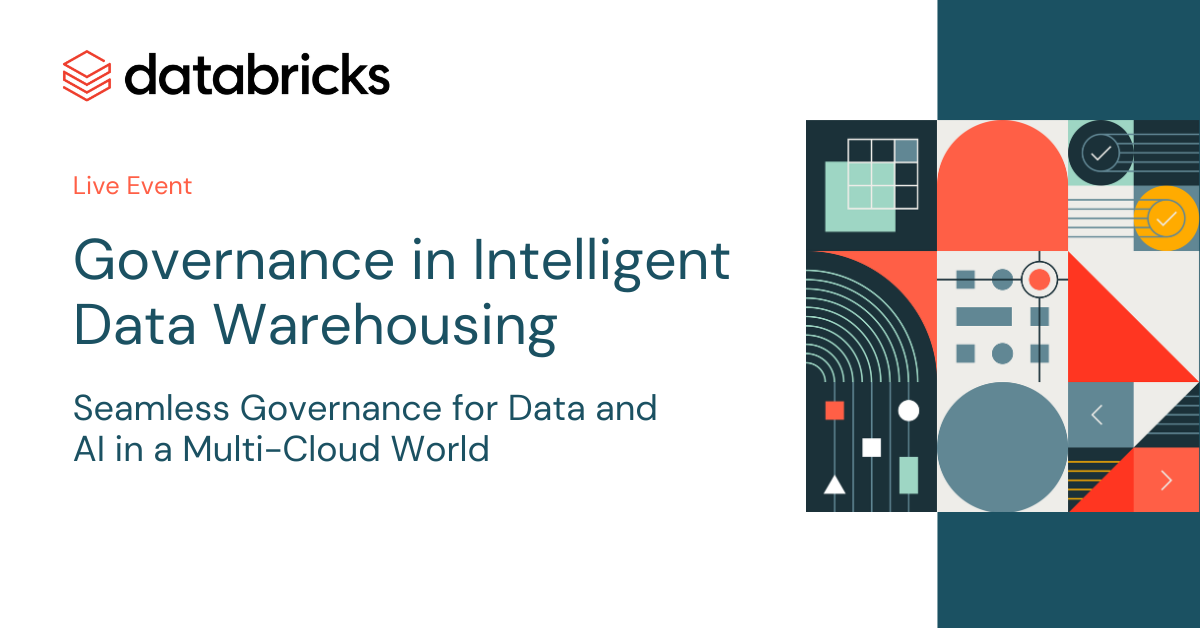 databricks
Live Event
Governance in Intelligent
Data Warehousing
Seamless Governance for Data and
AI in a Multi-Cloud World